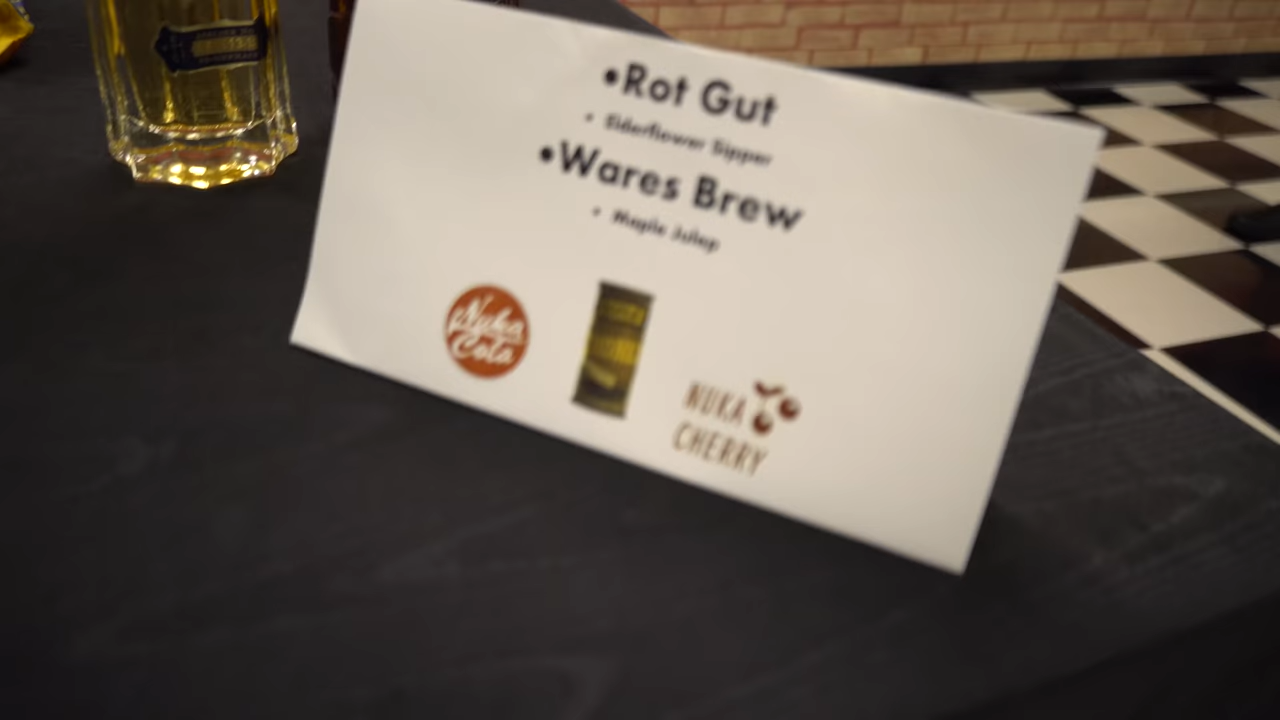 •Rot Gut
• Elderflower Sipper
•Wares Brew
• Maple Julep
Nuka
Cola
NUKA
CHERRY